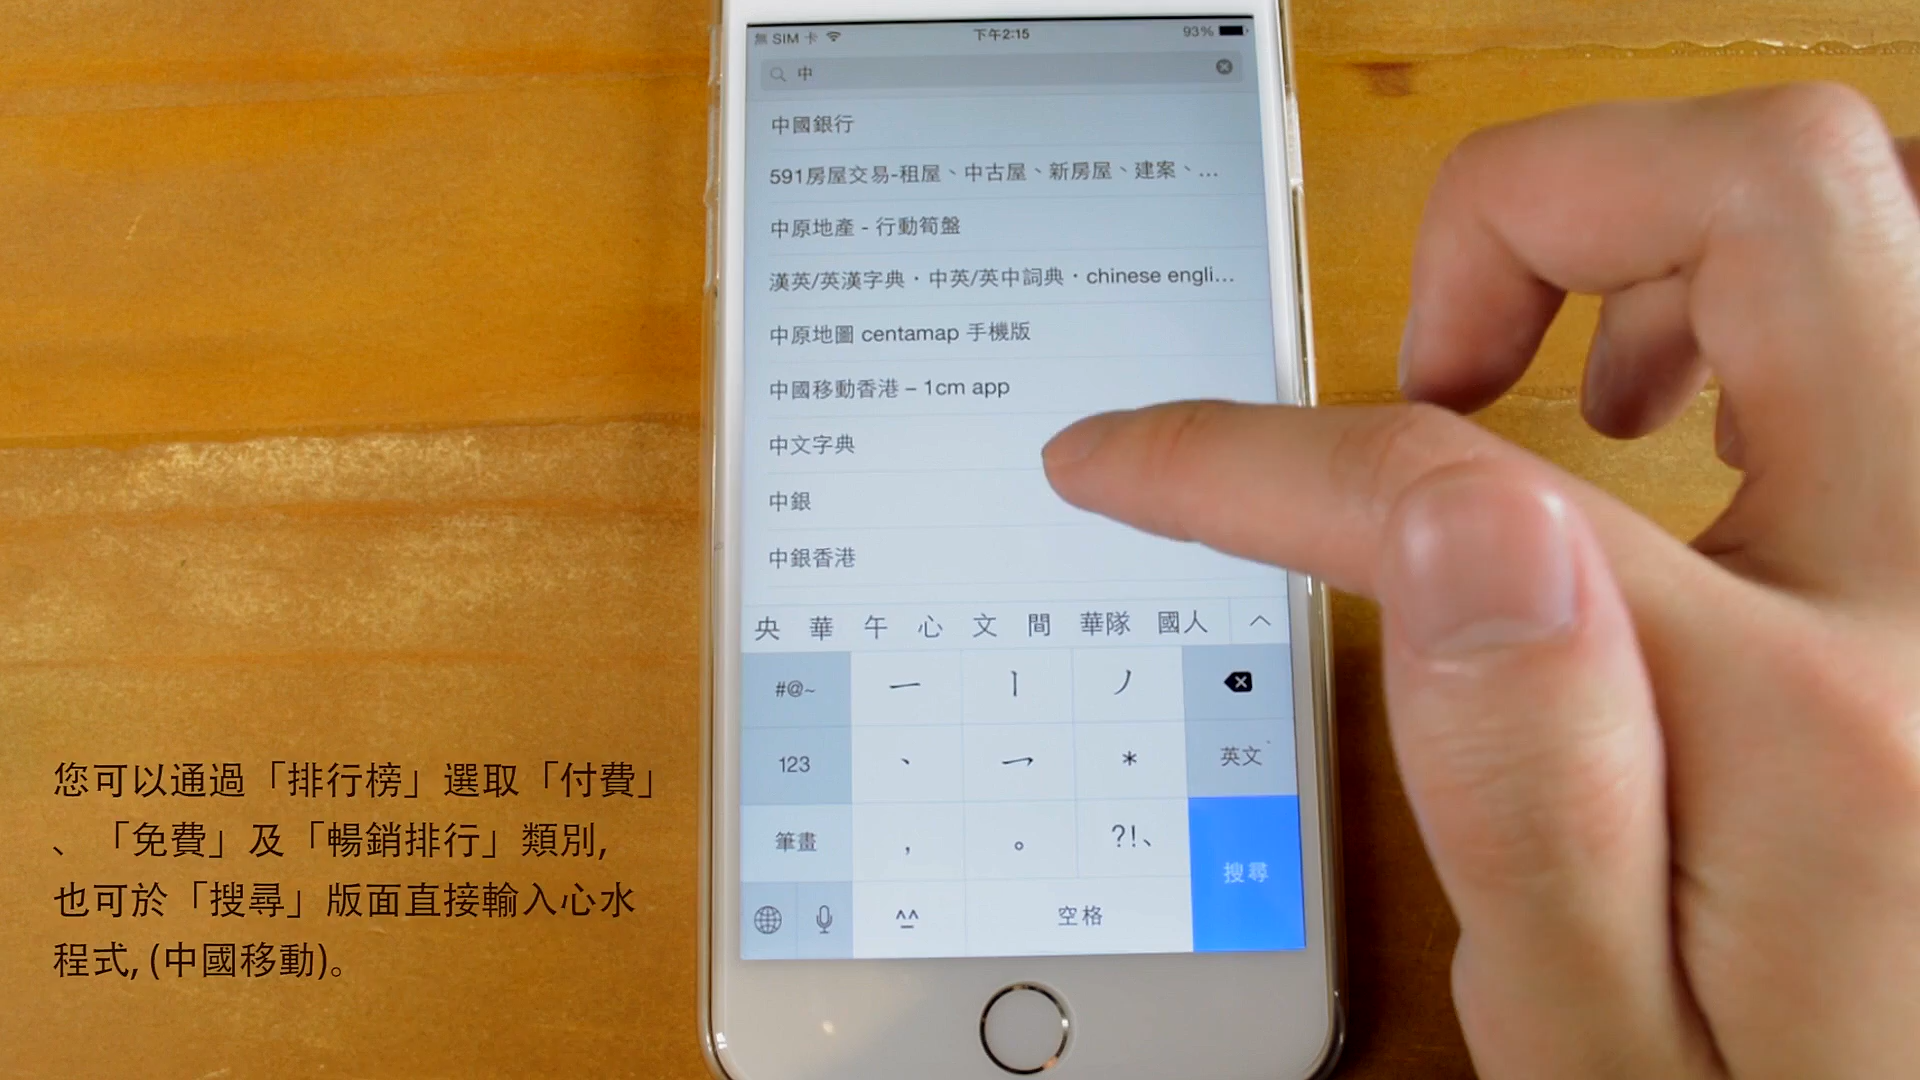 無 SIM 卡
下午2:15
93%
中
中國銀行
591房屋交易-租屋、中古屋、新房屋、建案、...
中原地產 - 行動筍盤
漢英/英漢字典・中英/英中詞典・chinese engli...
中原地圖 centamap 手機版
中國移動香港 – 1cm app
中文字典
中銀
中銀香港
央 華 午 心 文 間 華隊 國人
#@~ 一 丨 丿
123 、 乛 * 英文
筆畫 , 。 ?!、 搜尋
^^ 空格
您可以通過「排行榜」選取「付費」
、「免費」及「暢銷排行」類別,
也可於「搜尋」版面直接輸入心水
程式, (中國移動)。